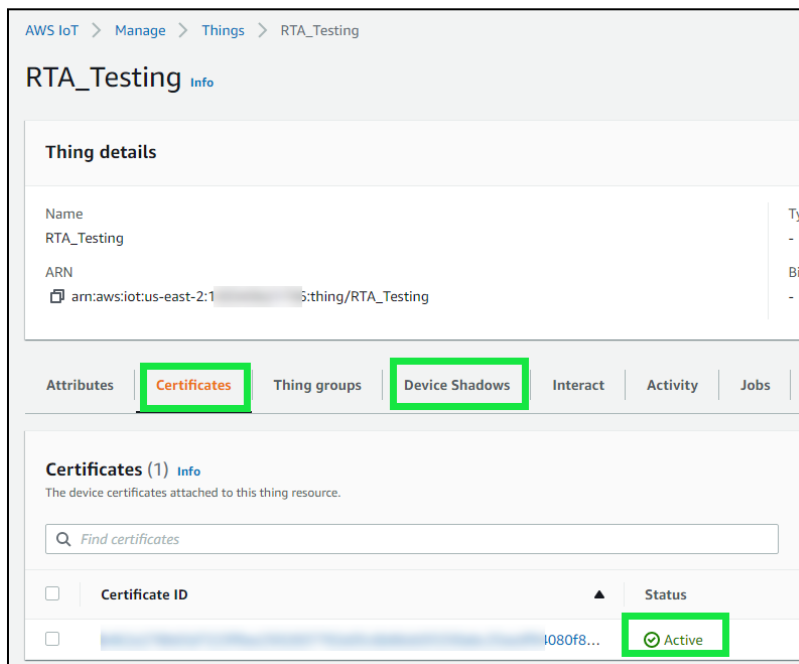 AWS IoT > Manage > Things > RTA_Testing
RTA_Testing Info
Thing details
Name
RTA_Testing
ARN
arn:aws:iot:us-east-2:1 :thing/RTA_Testing
-
-
Attributes Certificates Thing groups Device Shadows Interact Activity Jobs
Certificates (1) Info
The device certificates attached to this thing resource.
Find certificates
Certificate ID Status
4080f8... Active